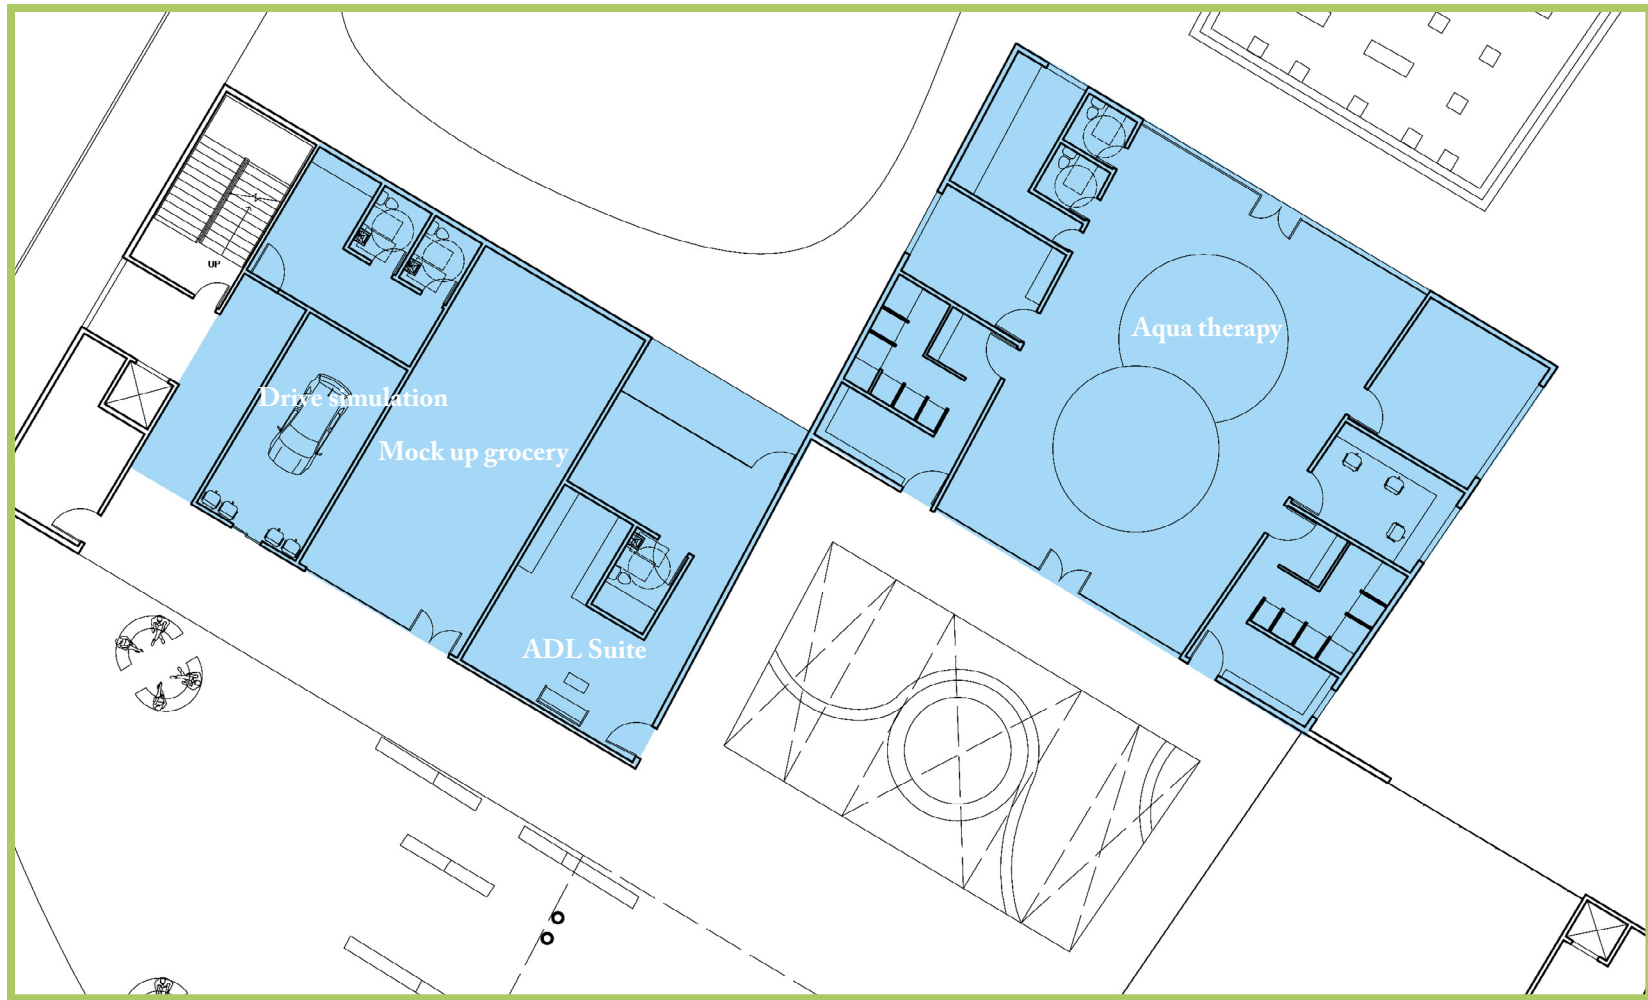 UP
Aqua therapy
Drive simulation
Mock up grocery
ADL Suite